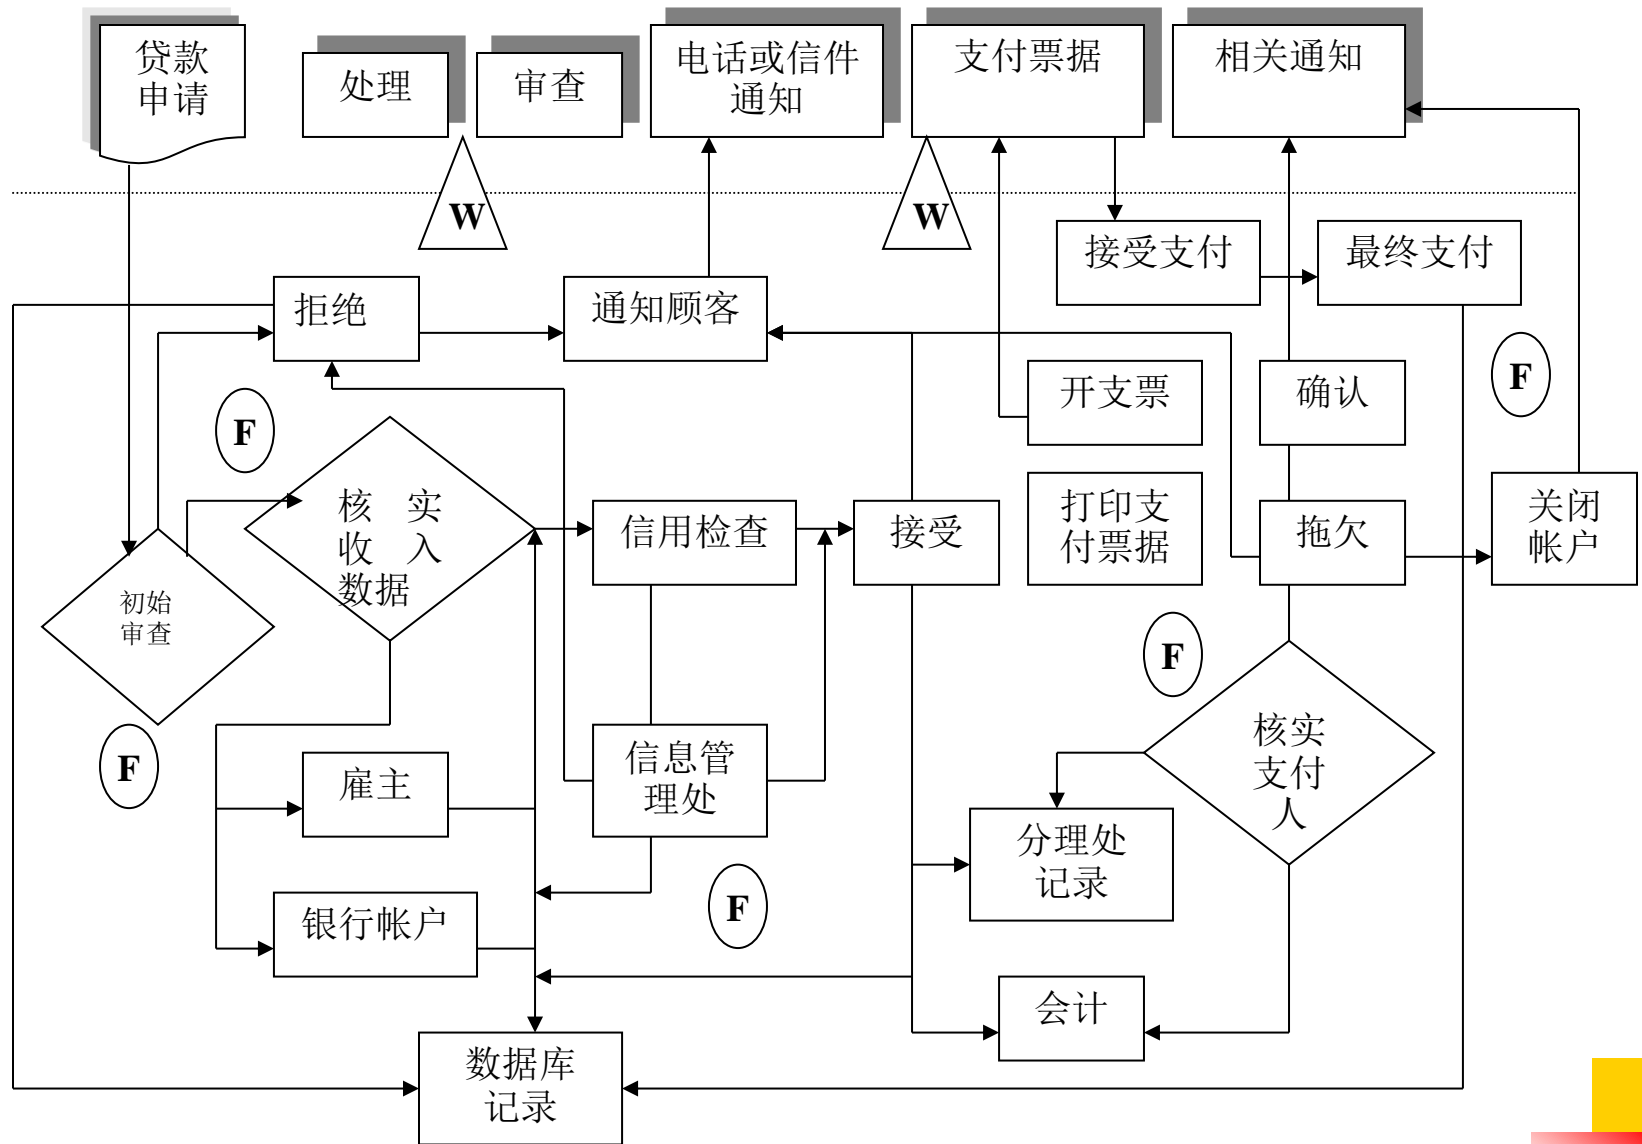 贷款
申请
处理
审查
电话或信件
通知
支付票据
相关通知
W
W
接受支付
最终支付
拒绝
通知顾客
F
开支票
确认
F
核 实
收 入
数据
信用检查
接受
打印支
付票据
拖欠
关闭
帐户
初始
审查
F
F
信息管
理处
核实
支付
人
雇主
分理处
记录
F
银行帐户
会计
数据库
记录